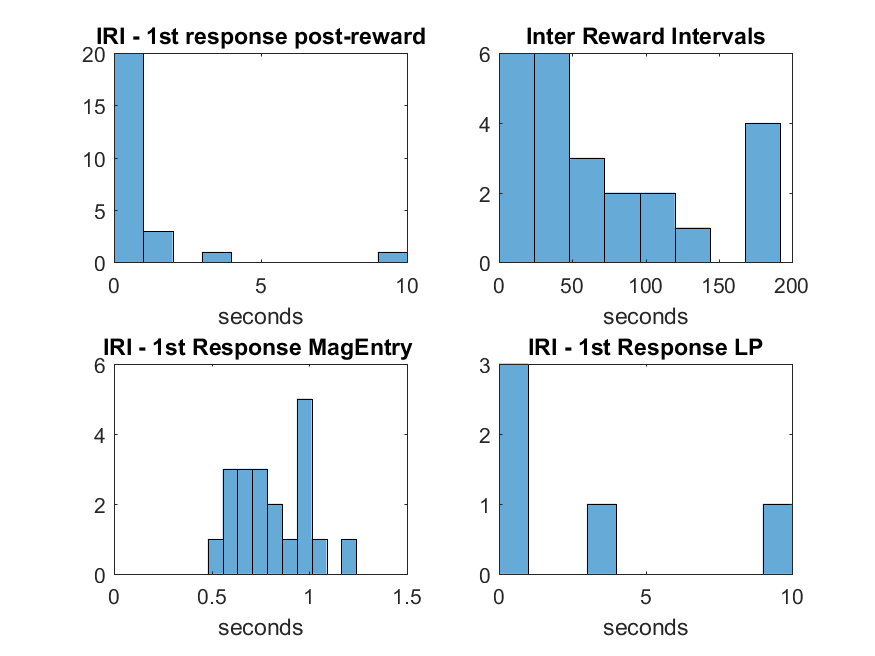 IRI - 1st response post-reward
20
15
10
5
0
0 5 10
seconds
Inter Reward Intervals
6
4
2
0
0 50 100 150 200
seconds
IRI - 1st Response MagEntry
6
4
2
0
0 0.5 1 1.5
seconds
IRI - 1st Response LP
3
2
1
0
0 5 10
seconds